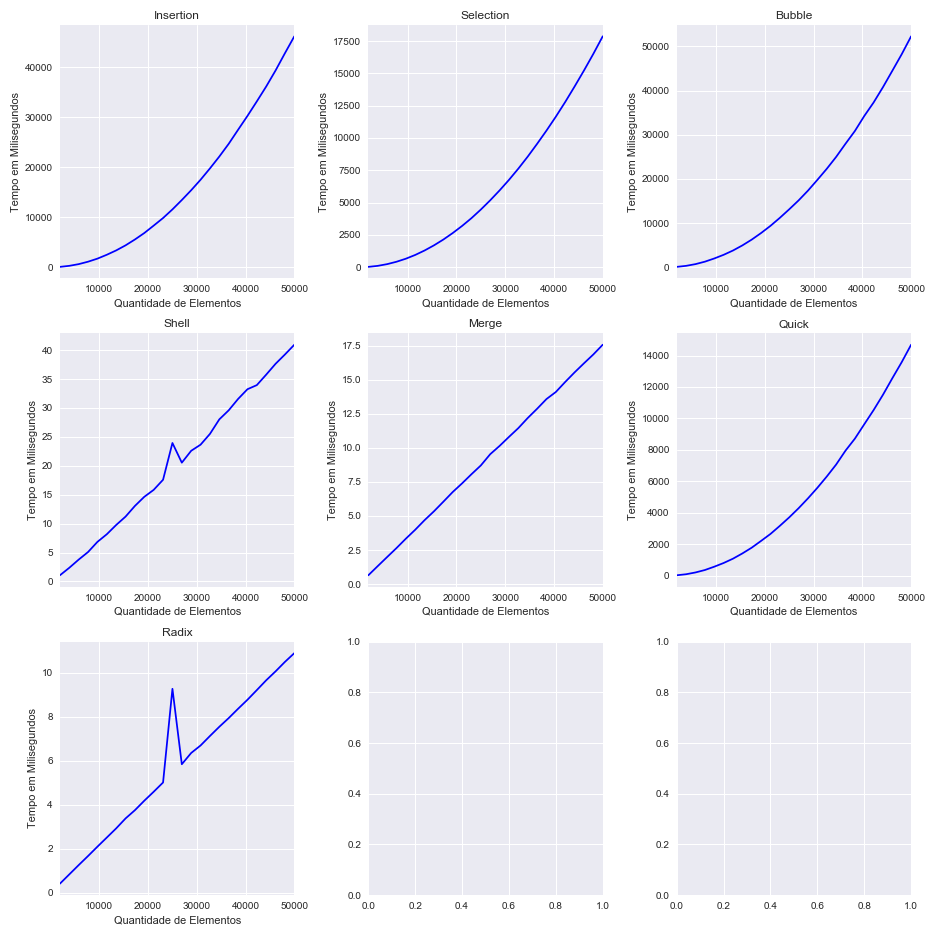 Insertion
Tempo em Milisegundos
40000
30000
20000
10000
0
10000 20000 30000 40000 50000
Quantidade de Elementos
Selection
Tempo em Milisegundos
17500
15000
12500
10000
7500
5000
2500
0
10000 20000 30000 40000 50000
Quantidade de Elementos
Bubble
Tempo em Milisegundos
50000
40000
30000
20000
10000
0
10000 20000 30000 40000 50000
Quantidade de Elementos
Shell
Tempo em Milisegundos
40
35
30
25
20
15
10
5
0
10000 20000 30000 40000 50000
Quantidade de Elementos
Merge
Tempo em Milisegundos
17.5
15.0
12.5
10.0
7.5
5.0
2.5
0.0
10000 20000 30000 40000 50000
Quantidade de Elementos
Quick
Tempo em Milisegundos
14000
12000
10000
8000
6000
4000
2000
0
10000 20000 30000 40000 50000
Quantidade de Elementos
Radix
Tempo em Milisegundos
10
8
6
4
2
0
10000 20000 30000 40000 50000
Quantidade de Elementos
1.0
0.8
0.6
0.4
0.2
0.0
0.0 0.2 0.4 0.6 0.8 1.0
1.0
0.8
0.6
0.4
0.2
0.0
0.0 0.2 0.4 0.6 0.8 1.0